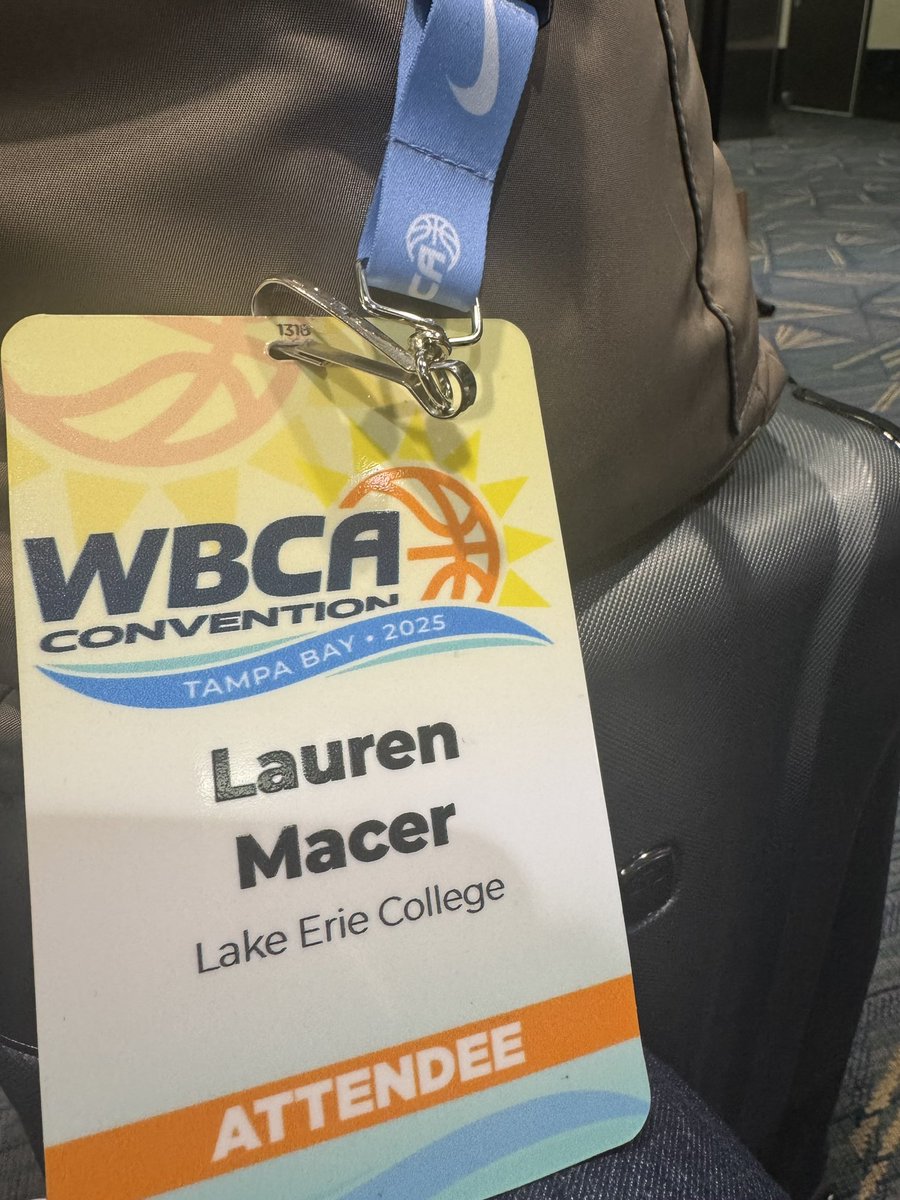 1318
WBCA
CONVENTION
TAMPA BAY • 2025
Lauren
Macer
Lake Erie College
ATTENDEE